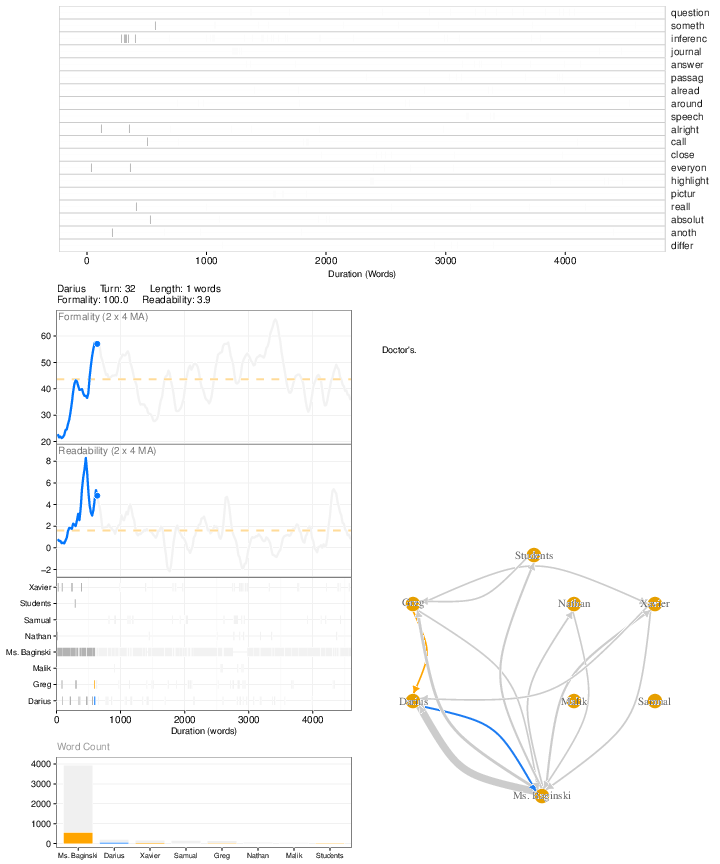 question
someth
inferenc
journal
answer
passag
alread
around
speech
alright
call
close
everyon
highlight
pictur
reall
absolut
anoth
differ
0 1000 2000 3000 4000
Duration (Words)
Darius Turn: 32 Length: 1 words
Formality: 100.0 Readability: 3.9
Formality (2 x 4 MA)
60
50
40
30
20
Doctor's.
Readability (2 x 4 MA)
8
6
4
2
0
−2
Xavier
Students
Samual
Nathan
Ms. Baginski
Malik
Greg
Darius
0 1000 2000 3000 4000
Duration (words)
Students
Greg Nathan Xavier
Darius Malik Samual
Ms. Baginski
Word Count
4000
3000
2000
1000
0
Ms. Baginski Darius Xavier Samual Greg Nathan Malik Students